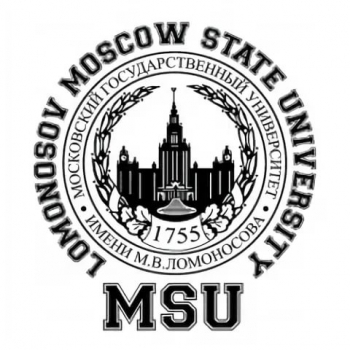 LOMONOSOV MOSCOW STATE UNIVERSITY
МОСКОВСКИЙ ГОСУДАРСТВЕННЫЙ УНИВЕРСИТЕТ
• ИМЕНИ М.В.ЛОМОНОСОВА •
1755
MSU